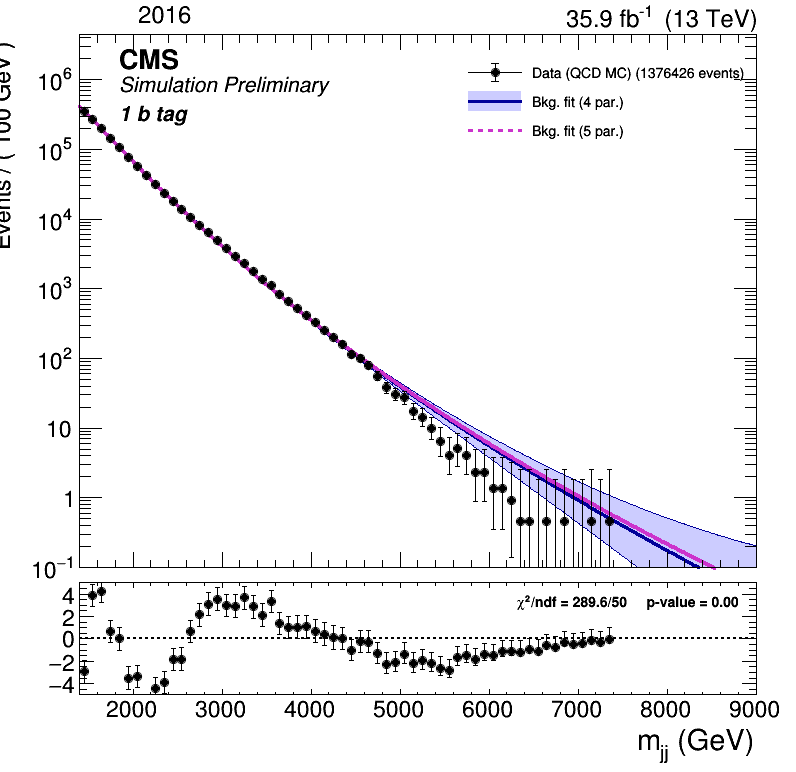 2016
35.9 fb⁻¹ (13 TeV)
CMS
Simulation Preliminary
1 b tag
Data (QCD MC) (1376426 events)
Bkg. fit (4 par.)
Bkg. fit (5 par.)
Events / ( 100 GeV )
10⁶
10⁵
10⁴
10³
10²
10
1
10⁻¹
χ²/ndf = 289.6/50 p-value = 0.00
4
2
0
−2
−4
2000 3000 4000 5000 6000 7000 8000 9000
m_jj (GeV)